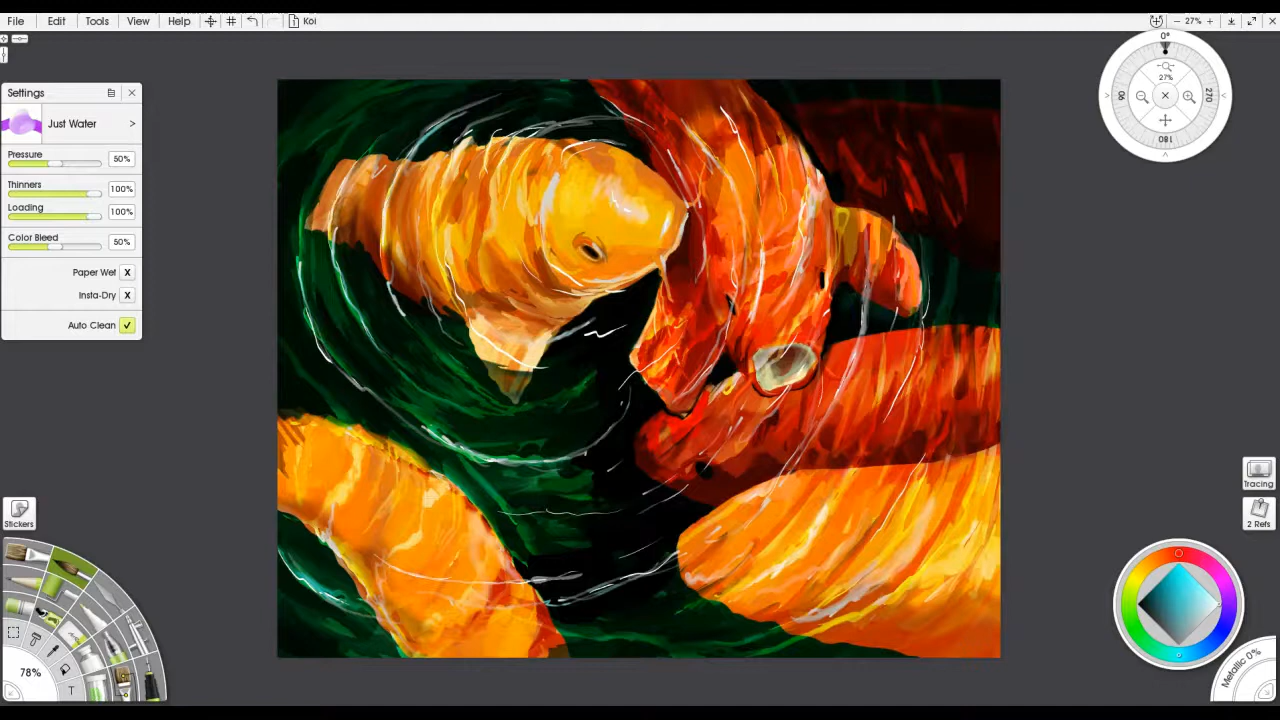 File Edit Tools View Help Koi 27%
0°
27%
90 270
180
Settings
Just Water >
Pressure 50%
Thinners 100%
Loading 100%
Color Bleed 50%
Paper Wet X
Insta-Dry X
Auto Clean
Stickers
78%
T
Tracing
2 Refs
Metallic 0%